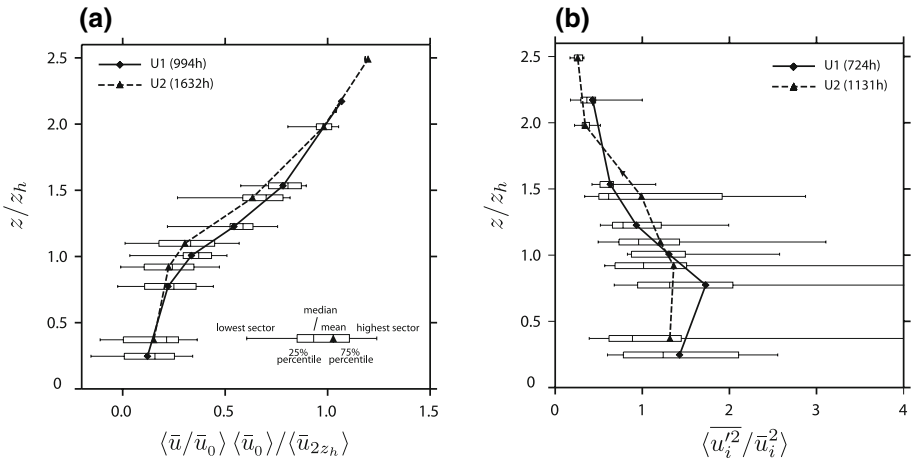 (a)
2.5
2.0
1.5
1.0
0.5
0
z/z_h
U1 (994h)
U2 (1632h)
median
lowest sector
mean
highest sector
25%
percentile
75%
percentile
0.0
0.5
1.0
1.5
⟨ū/ū₀⟩ ⟨ū₀⟩/⟨ū_{2z_h}⟩
(b)
2.5
2.0
1.5
1.0
0.5
0
z/z_h
U1 (724h)
U2 (1131h)
0
1
2
3
4
⟨\overline{u_i'^2}/ū_i^2⟩